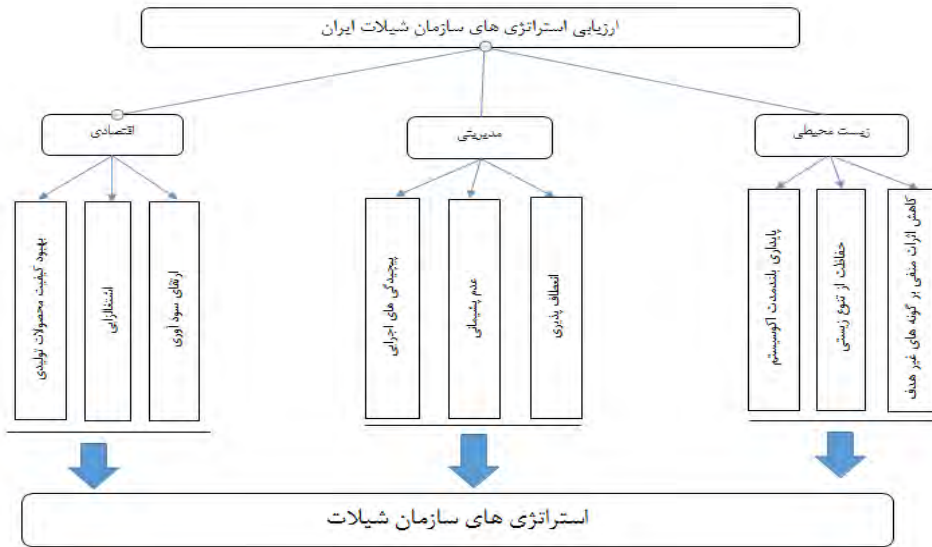 ارزیابی استراتژی های سازمان شیلات ایران
زیست محیطی
مدیریتی
اقتصادی
کاهش اثرات منفی بر گونه های غیر هدف
حفاظت از تنوع زیستی
پایداری بلندمدت اکوسیستم
انعطاف پذیری
عدم پشیمانی
پیچیدگی های اجرایی
ارتقای سود آوری
اشتغالزایی
بهبود کیفیت محصولات تولیدی
استراتژی های سازمان شیلات